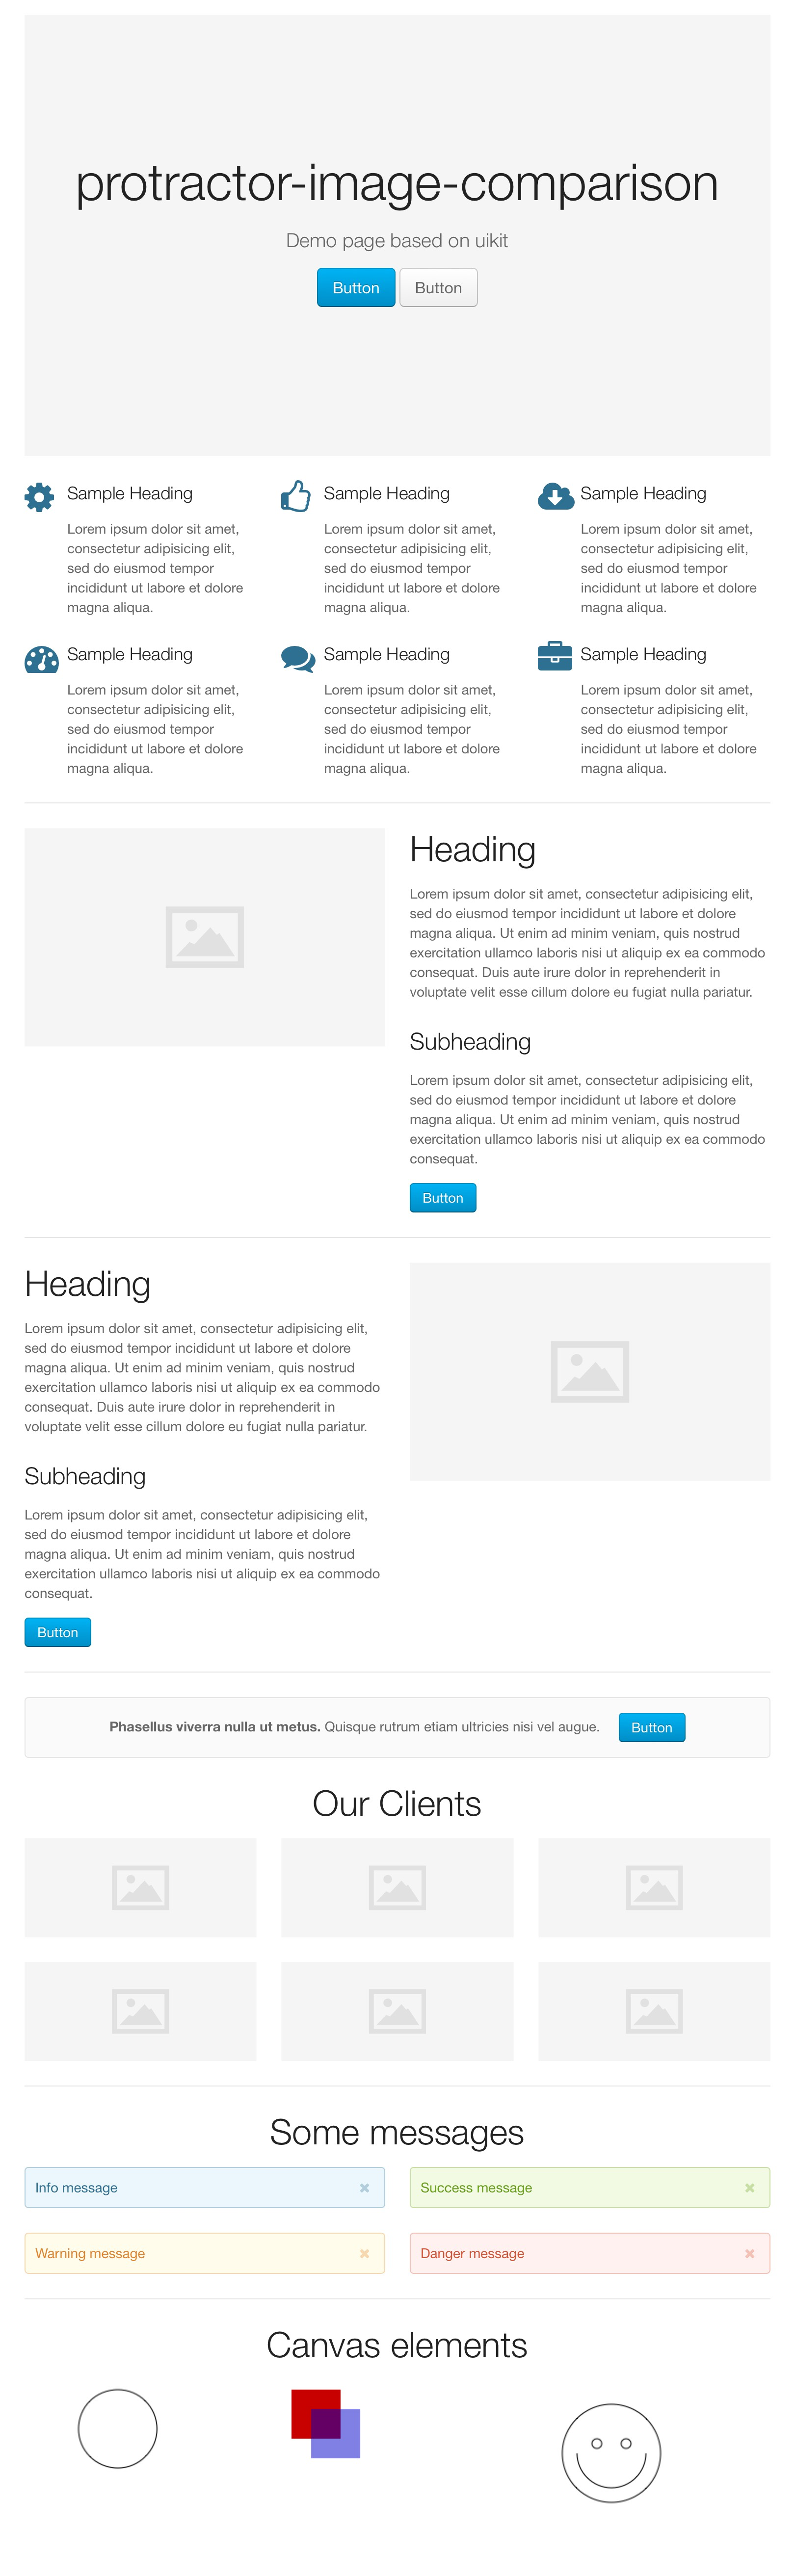 protractor-image-comparison
Demo page based on uikit
Button Button
Sample Heading
Lorem ipsum dolor sit amet,
consectetur adipisicing elit,
sed do eiusmod tempor
incididunt ut labore et dolore
magna aliqua.
Sample Heading
Lorem ipsum dolor sit amet,
consectetur adipisicing elit,
sed do eiusmod tempor
incididunt ut labore et dolore
magna aliqua.
Sample Heading
Lorem ipsum dolor sit amet,
consectetur adipisicing elit,
sed do eiusmod tempor
incididunt ut labore et dolore
magna aliqua.
Sample Heading
Lorem ipsum dolor sit amet,
consectetur adipisicing elit,
sed do eiusmod tempor
incididunt ut labore et dolore
magna aliqua.
Sample Heading
Lorem ipsum dolor sit amet,
consectetur adipisicing elit,
sed do eiusmod tempor
incididunt ut labore et dolore
magna aliqua.
Sample Heading
Lorem ipsum dolor sit amet,
consectetur adipisicing elit,
sed do eiusmod tempor
incididunt ut labore et dolore
magna aliqua.
Heading
Lorem ipsum dolor sit amet, consectetur adipisicing elit,
sed do eiusmod tempor incididunt ut labore et dolore
magna aliqua. Ut enim ad minim veniam, quis nostrud
exercitation ullamco laboris nisi ut aliquip ex ea commodo
consequat. Duis aute irure dolor in reprehenderit in
voluptate velit esse cillum dolore eu fugiat nulla pariatur.
Subheading
Lorem ipsum dolor sit amet, consectetur adipisicing elit,
sed do eiusmod tempor incididunt ut labore et dolore
magna aliqua. Ut enim ad minim veniam, quis nostrud
exercitation ullamco laboris nisi ut aliquip ex ea commodo
consequat.
Button
Heading
Lorem ipsum dolor sit amet, consectetur adipisicing elit,
sed do eiusmod tempor incididunt ut labore et dolore
magna aliqua. Ut enim ad minim veniam, quis nostrud
exercitation ullamco laboris nisi ut aliquip ex ea commodo
consequat. Duis aute irure dolor in reprehenderit in
voluptate velit esse cillum dolore eu fugiat nulla pariatur.
Subheading
Lorem ipsum dolor sit amet, consectetur adipisicing elit,
sed do eiusmod tempor incididunt ut labore et dolore
magna aliqua. Ut enim ad minim veniam, quis nostrud
exercitation ullamco laboris nisi ut aliquip ex ea commodo
consequat.
Button
Phasellus viverra nulla ut metus. Quisque rutrum etiam ultricies nisi vel augue. Button
Our Clients
Some messages
Info message
Success message
Warning message
Danger message
Canvas elements